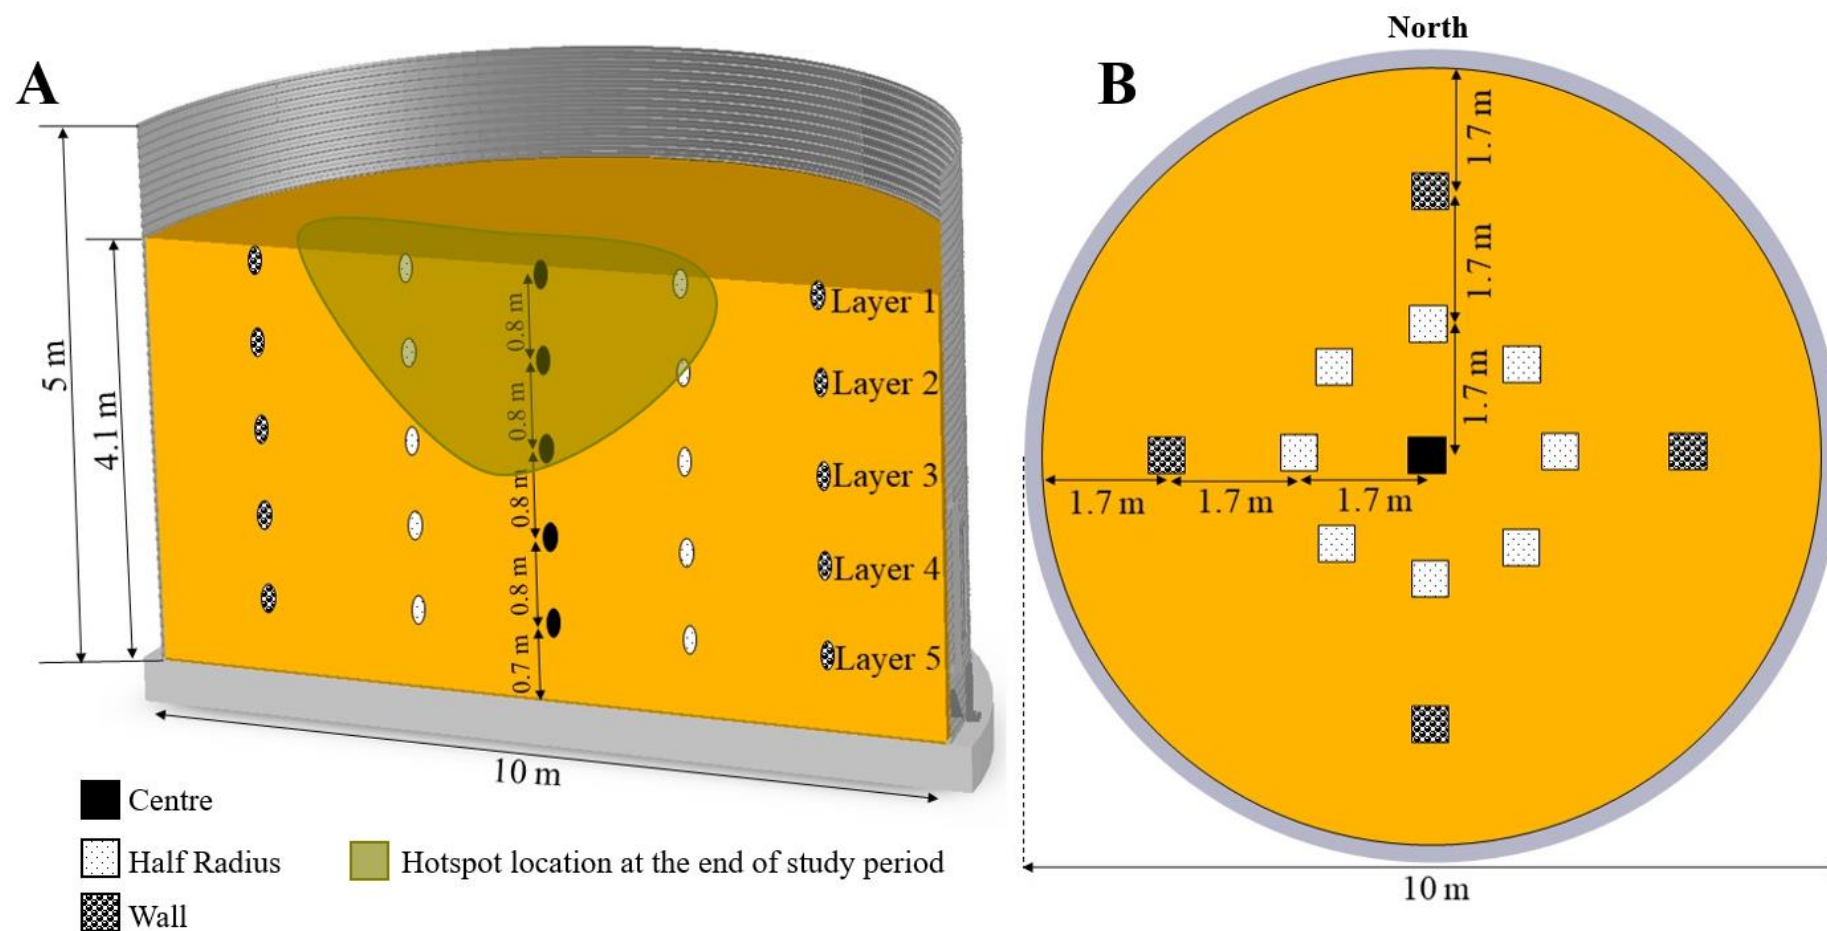 A
5 m
4.1 m
0.8 m
0.8 m
0.8 m
0.8 m
0.7 m
Layer 1
Layer 2
Layer 3
Layer 4
Layer 5
10 m
Centre
Half Radius
Wall
Hotspot location at the end of study period
B
North
1.7 m
1.7 m
1.7 m
1.7 m
1.7 m
1.7 m
10 m